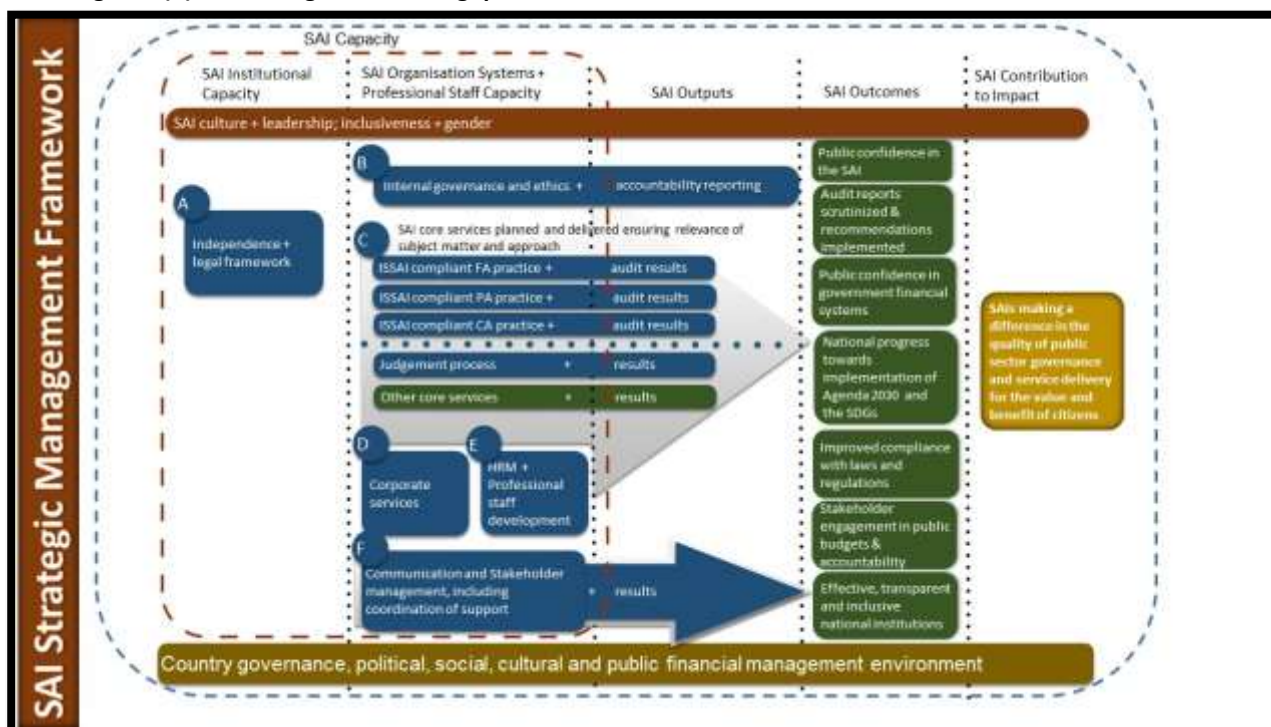 SAI Strategic Management Framework
SAI Capacity
SAI Institutional
Capacity
SAI Organisation Systems +
Professional Staff Capacity
SAI Outputs
SAI Outcomes
SAI Contribution
to Impact
SAI culture + leadership; inclusiveness + gender
A
Independence +
legal framework
B
Internal governance and ethics + accountability reporting
C
SAI core services planned and delivered ensuring relevance of
subject matter and approach
ISSAI compliant FA practice + audit results
ISSAI compliant PA practice + audit results
ISSAI compliant CA practice + audit results
Judgement process + results
Other core services + results
D
Corporate
services
E
HRM +
Professional
staff
development
F
Communication and Stakeholder
management, including
coordination of support
+ results
Public confidence in
the SAI
Audit reports
scrutinized &
recommendations
implemented
Public confidence in
government financial
systems
National progress
towards
implementation of
Agenda 2030 and
the SDGs
Improved compliance
with laws and
regulations
Stakeholder
engagement in public
budgets &
accountability
Effective, transparent
and inclusive
national institutions
SAIs making a
difference in the
quality of public
sector governance
and service delivery
for the value and
benefit of citizens
Country governance, political, social, cultural and public financial management environment